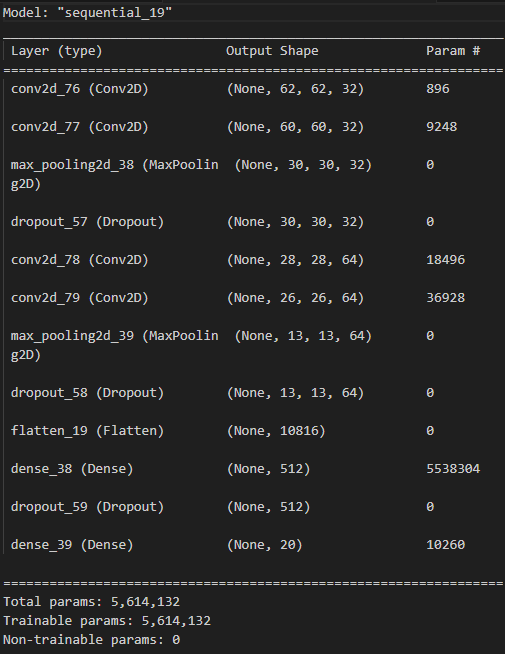 Model: "sequential_19"
_________________________________________________________________
Layer (type)                Output Shape              Param #
=================================================================
conv2d_76 (Conv2D)          (None, 62, 62, 32)        896
conv2d_77 (Conv2D)          (None, 60, 60, 32)        9248
max_pooling2d_38 (MaxPoolin  (None, 30, 30, 32)       0
g2D)
dropout_57 (Dropout)        (None, 30, 30, 32)        0
conv2d_78 (Conv2D)          (None, 28, 28, 64)        18496
conv2d_79 (Conv2D)          (None, 26, 26, 64)        36928
max_pooling2d_39 (MaxPoolin  (None, 13, 13, 64)       0
g2D)
dropout_58 (Dropout)        (None, 13, 13, 64)        0
flatten_19 (Flatten)        (None, 10816)             0
dense_38 (Dense)            (None, 512)               5538304
dropout_59 (Dropout)        (None, 512)               0
dense_39 (Dense)            (None, 20)                10260
=================================================================
Total params: 5,614,132
Trainable params: 5,614,132
Non-trainable params: 0